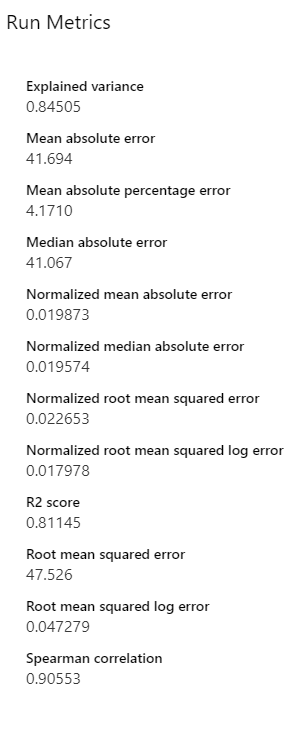 Run Metrics
Explained variance
0.84505
Mean absolute error
41.694
Mean absolute percentage error
4.1710
Median absolute error
41.067
Normalized mean absolute error
0.019873
Normalized median absolute error
0.019574
Normalized root mean squared error
0.022653
Normalized root mean squared log error
0.017978
R2 score
0.81145
Root mean squared error
47.526
Root mean squared log error
0.047279
Spearman correlation
0.90553